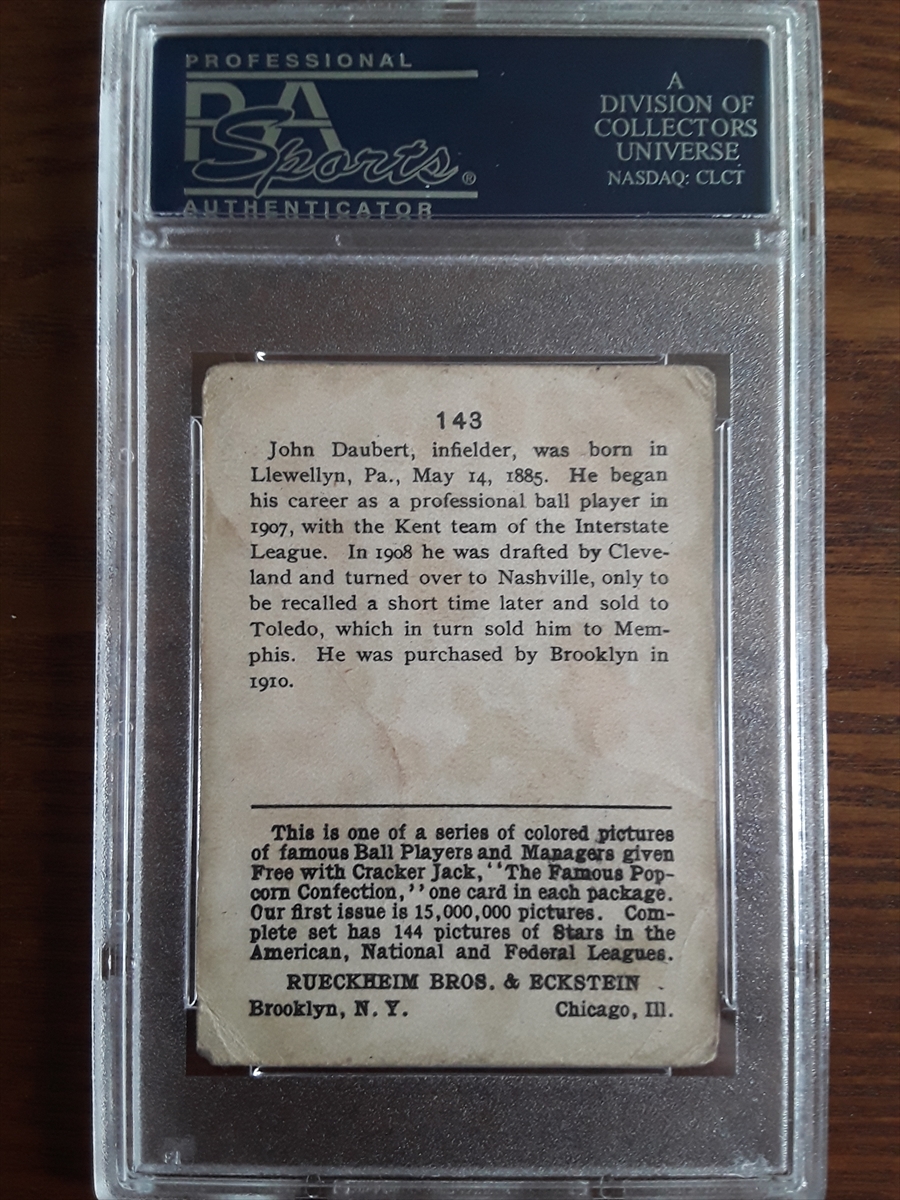 PROFESSIONAL
PSA
Sports®
AUTHENTICATOR
A
DIVISION OF
COLLECTORS
UNIVERSE
NASDAQ: CLCT
143
John Daubert, infielder, was born in
Llewellyn, Pa., May 14, 1885. He began
his career as a professional ball player in
1907, with the Kent team of the Interstate
League. In 1908 he was drafted by Cleve-
land and turned over to Nashville, only to
be recalled a short time later and sold to
Toledo, which in turn sold him to Mem-
phis. He was purchased by Brooklyn in
1910.
This is one of a series of colored pictures
of famous Ball Players and Managers given
Free with Cracker Jack, "The Famous Pop-
corn Confection," one card in each package.
Our first issue is 15,000,000 pictures. Com-
plete set has 144 pictures of Stars in the
American, National and Federal Leagues.
RUECKHEIM BROS. & ECKSTEIN
Brooklyn, N. Y. Chicago, Ill.